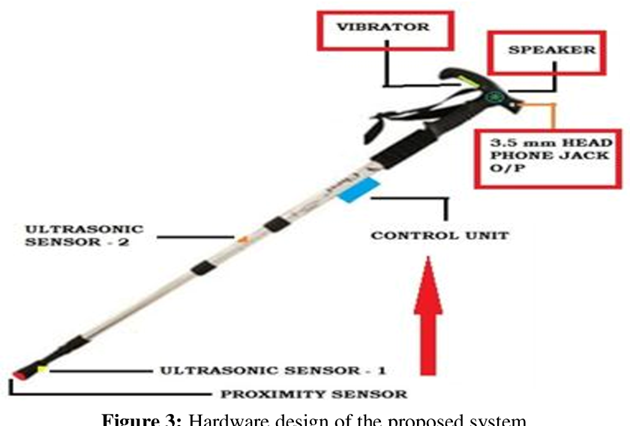 VIBRATOR
SPEAKER
3.5 mm HEAD
PHONE JACK
O/P
ULTRASONIC
SENSOR - 2
CONTROL UNIT
ULTRASONIC SENSOR - 1
PROXIMITY SENSOR
Figure 3: Hardware design of the proposed system